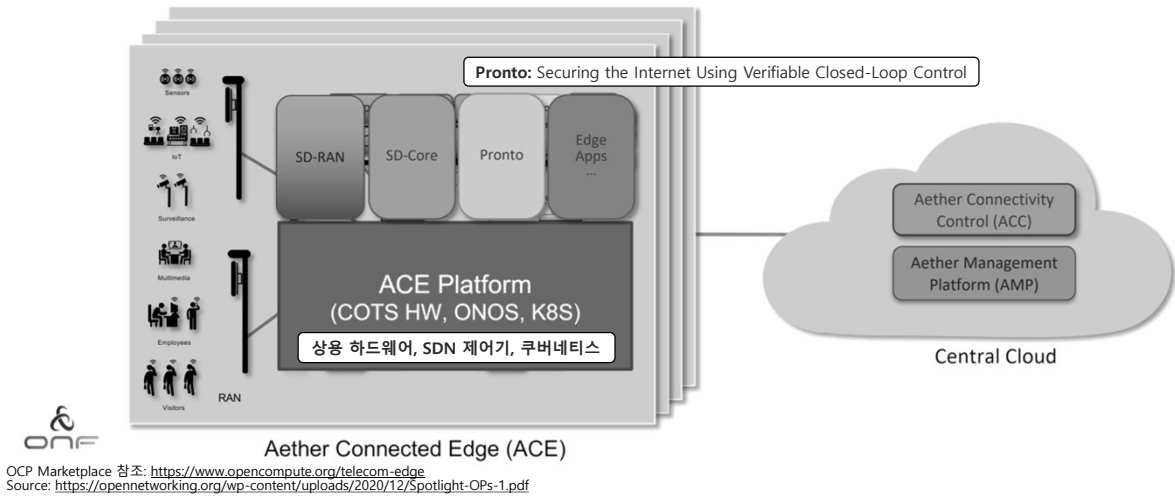 Pronto: Securing the Internet Using Verifiable Closed-Loop Control
Sensors
IoT
Surveillance
Multimedia
Employees
Visitors
RAN
SD-RAN
SD-Core
Pronto
Edge
Apps
...
ACE Platform
(COTS HW, ONOS, K8S)
상용 하드웨어, SDN 제어기, 쿠버네티스
Aether Connectivity
Control (ACC)
Aether Management
Platform (AMP)
Central Cloud
ONF
Aether Connected Edge (ACE)
OCP Marketplace 참조: https://www.opencompute.org/telecom-edge
Source: https://opennetworking.org/wp-content/uploads/2020/12/Spotlight-OPs-1.pdf